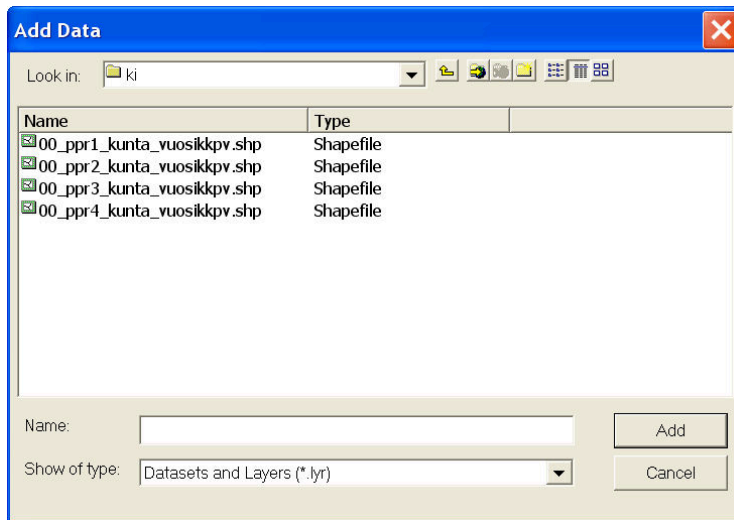 Add Data
Look in: ki
Name Type
00_ppr1_kunta_vuosikkpv.shp Shapefile
00_ppr2_kunta_vuosikkpv.shp Shapefile
00_ppr3_kunta_vuosikkpv.shp Shapefile
00_ppr4_kunta_vuosikkpv.shp Shapefile
Name: Add
Show of type: Datasets and Layers (*.lyr) Cancel